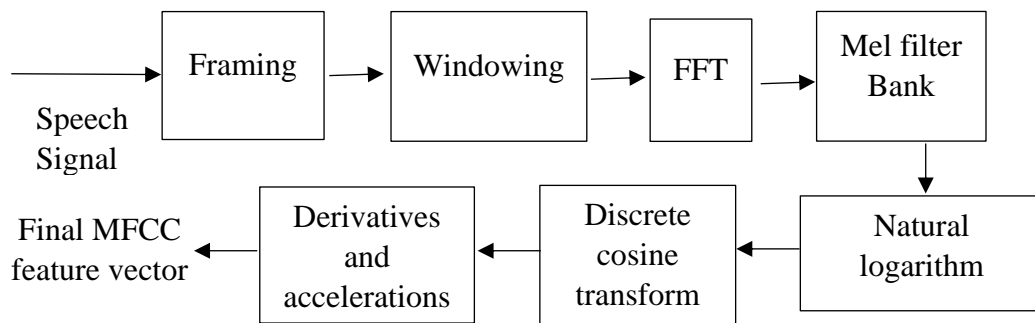 Speech
Signal
Framing
Windowing
FFT
Mel filter
Bank
Natural
logarithm
Discrete
cosine
transform
Derivatives
and
accelerations
Final MFCC
feature vector